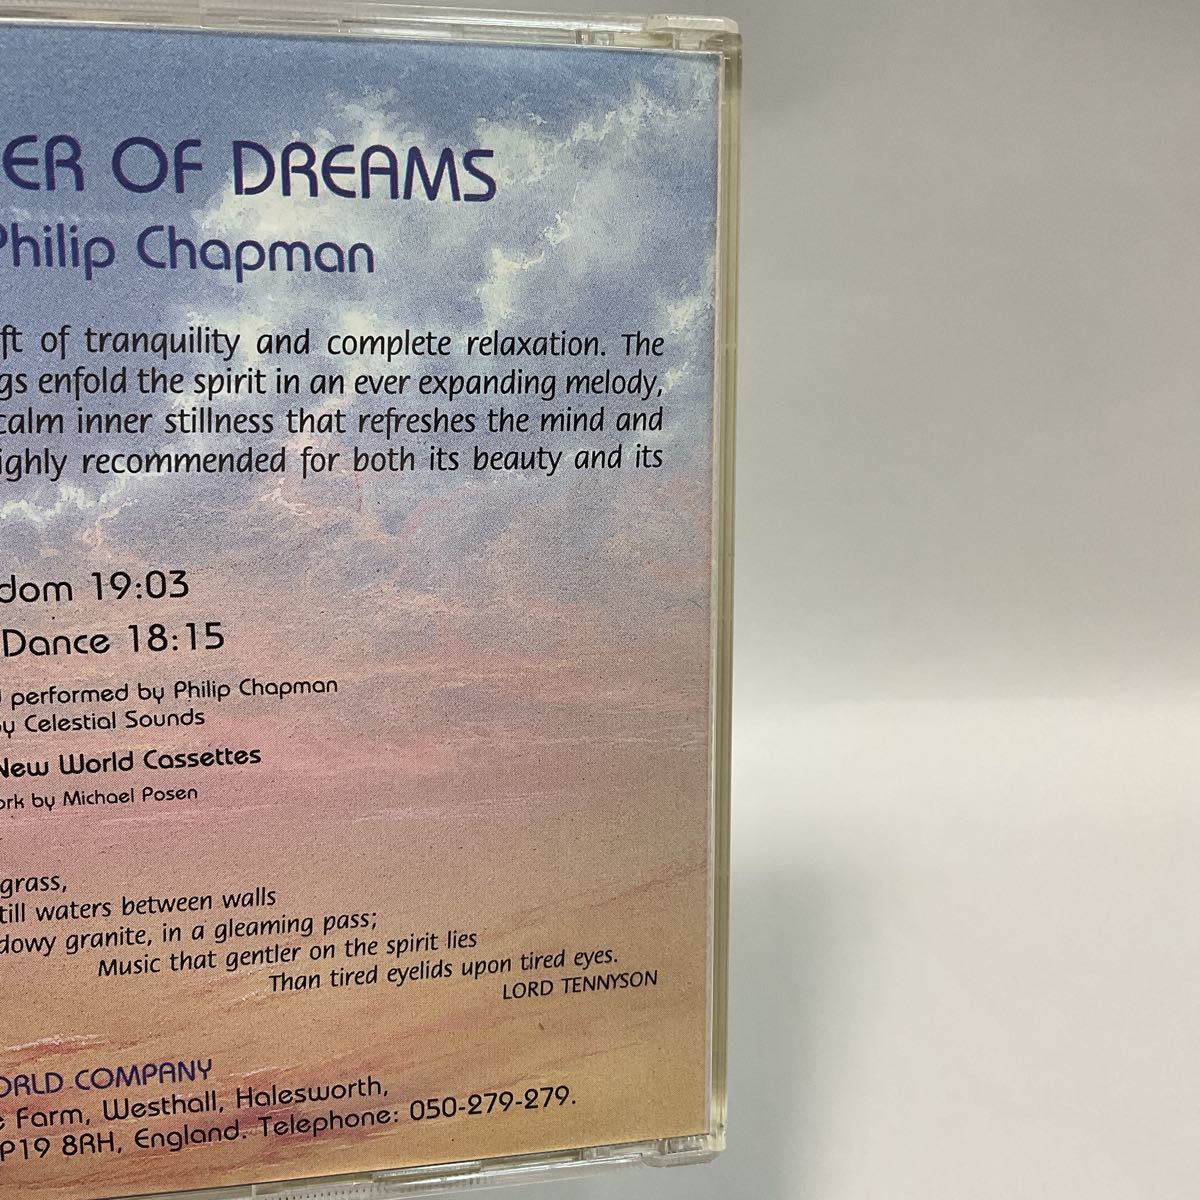 ER OF DREAMS
Philip Chapman
ft of tranquility and complete relaxation. The
gs enfold the spirit in an ever expanding melody,
calm inner stillness that refreshes the mind and
ighly recommended for both its beauty and its
dom 19:03
Dance 18:15
performed by Philip Chapman
by Celestial Sounds
New World Cassettes
ork by Michael Posen
grass,
till waters between walls
dowy granite, in a gleaming pass;
Music that gentler on the spirit lies
Than tired eyelids upon tired eyes.
LORD TENNYSON
ORLD COMPANY
e Farm, Westhall, Halesworth,
P19 8RH, England. Telephone: 050-279-279.